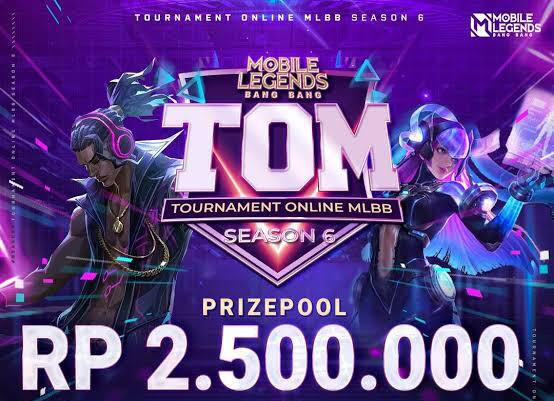 TOURNAMENT ONLINE MLBB SEASON 6
MOBILE
LEGENDS
BANG BANG
MOBILE
LEGENDS
BANG BANG
TOM
TOURNAMENT ONLINE MLBB
SEASON 6
PRIZEPOOL
RP 2.500.000